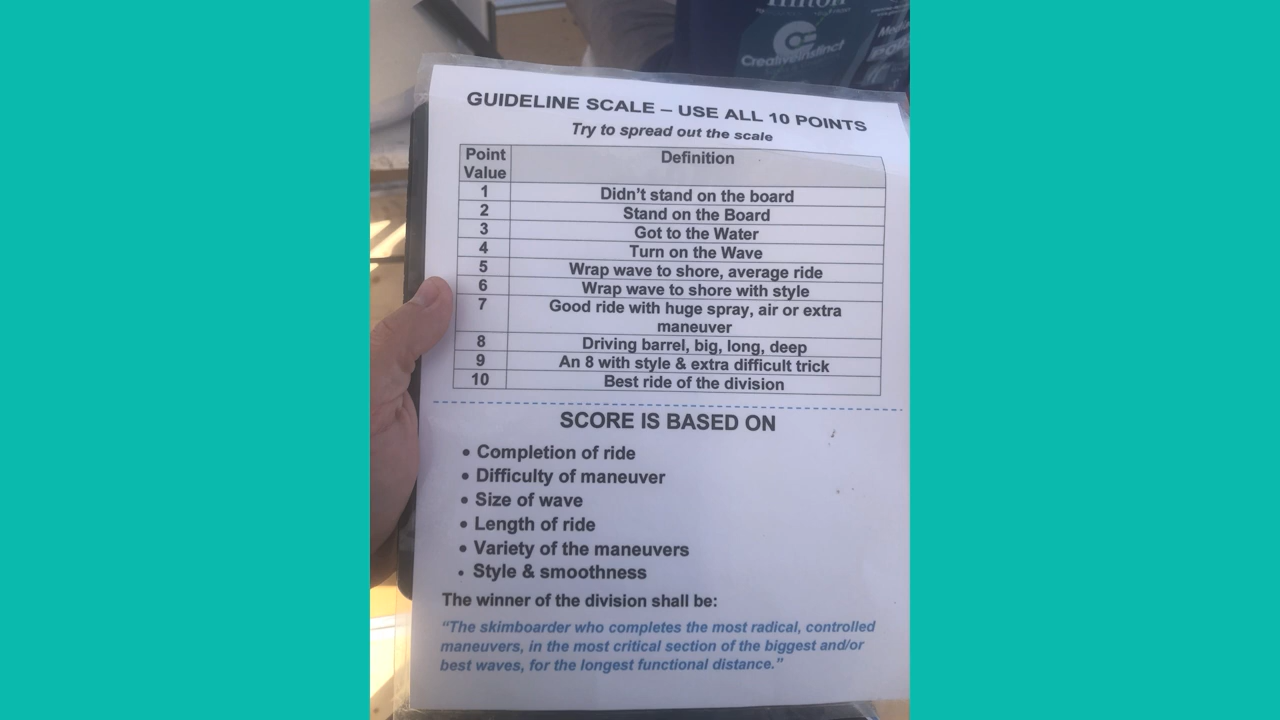 Hilton
Creative instinct
GUIDELINE SCALE – USE ALL 10 POINTS
Try to spread out the scale
Point Value Definition
1 Didn't stand on the board
2 Stand on the Board
3 Got to the Water
4 Turn on the Wave
5 Wrap wave to shore, average ride
6 Wrap wave to shore with style
7 Good ride with huge spray, air or extra
maneuver
8 Driving barrel, big, long, deep
9 An 8 with style & extra difficult trick
10 Best ride of the division
SCORE IS BASED ON
• Completion of ride
• Difficulty of maneuver
• Size of wave
• Length of ride
• Variety of the maneuvers
• Style & smoothness
The winner of the division shall be:
“The skimboarder who completes the most radical, controlled
maneuvers, in the most critical section of the biggest and/or
best waves, for the longest functional distance.”